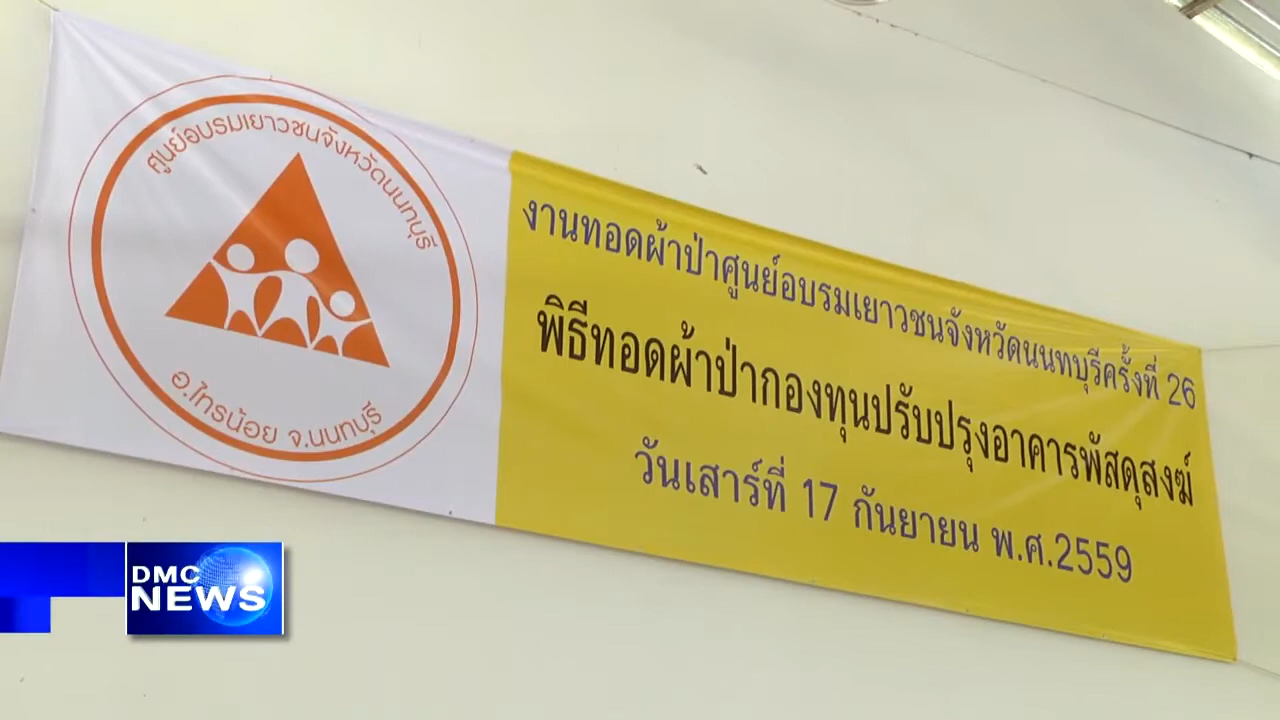 ศูนย์อบรมเยาวชนจังหวัดนนทบุรี
อ.ไทรน้อย จ.นนทบุรี
งานทอดผ้าป่าศูนย์อบรมเยาวชนจังหวัดนนทบุรีครั้งที่ 26
พิธีทอดผ้าป่ากองทุนปรับปรุงอาคารพัสดุสงฆ์
วันเสาร์ที่ 17 กันยายน พ.ศ.2559
DMC
NEWS